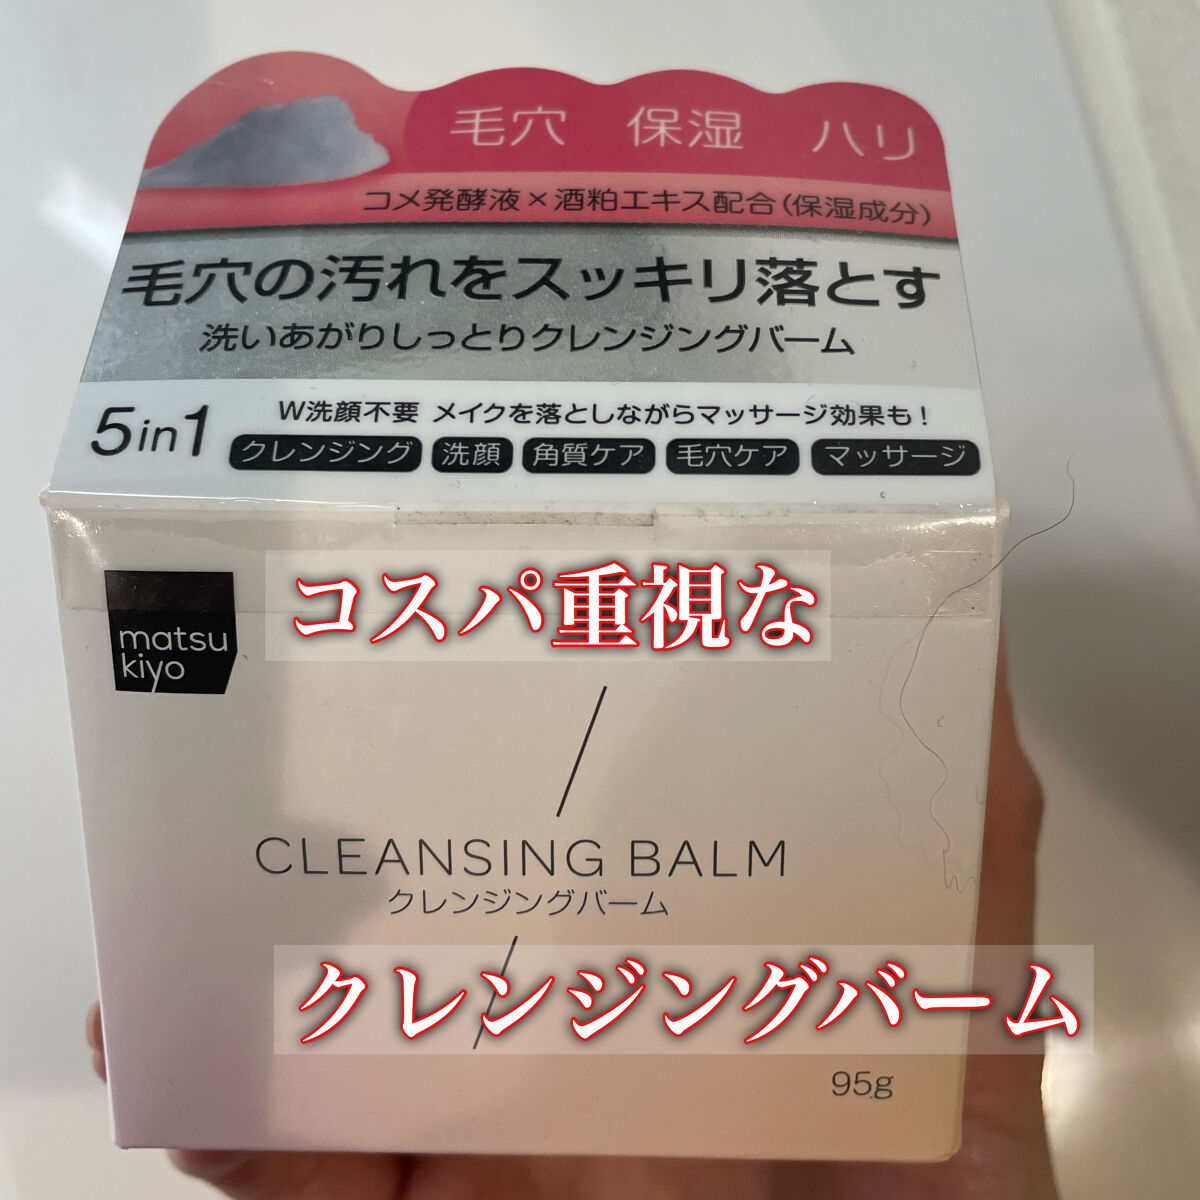 毛穴 保湿 ハリ
コメ発酵液×酒粕エキス配合(保湿成分)
毛穴の汚れをスッキリ落とす
洗いあがりしっとりクレンジングバーム
5in1
W洗顔不要 メイクを落としながらマッサージ効果も!
クレンジング 洗顔 角質ケア 毛穴ケア マッサージ
コスパ重視な
matsu
kiyo
CLEANSING BALM
クレンジングバーム
クレンジングバーム
95g